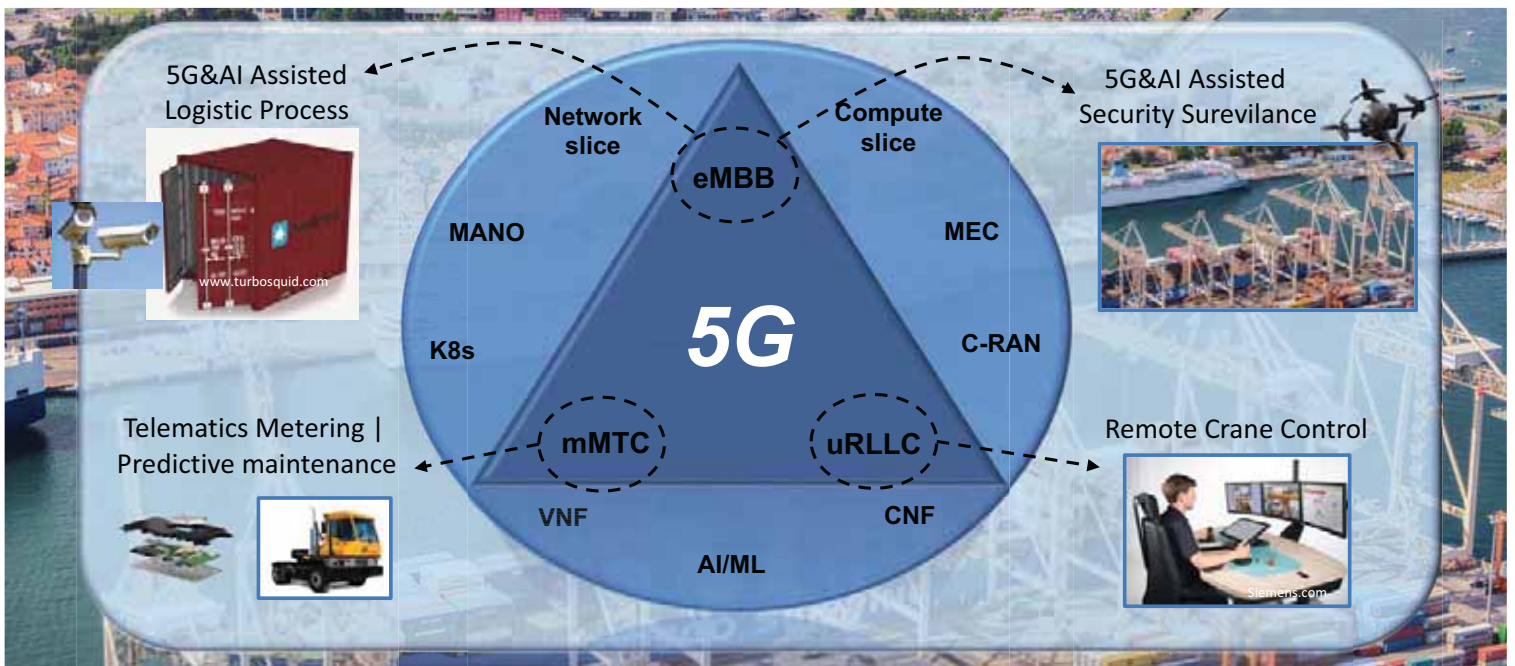 5G&AI Assisted
Logistic Process
www.turbosquid.com
Network
slice
Compute
slice
5G&AI Assisted
Security Surevilance
eMBB
MANO
MEC
5G
K8s
C-RAN
Telematics Metering |
Predictive maintenance
mMTC
uRLLC
Remote Crane Control
VNF
CNF
AI/ML
Siemens.com